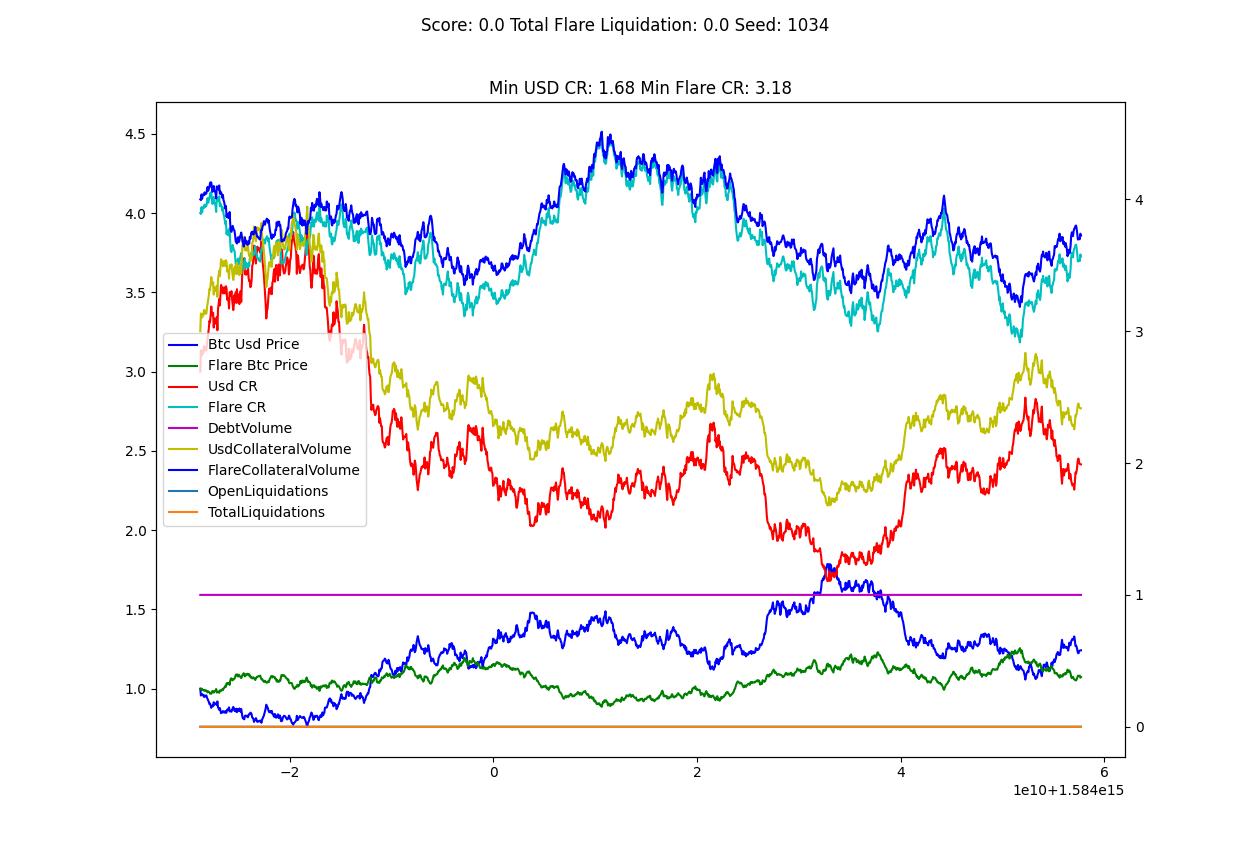 Score: 0.0 Total Flare Liquidation: 0.0 Seed: 1034
Min USD CR: 1.68 Min Flare CR: 3.18
4.5
4.0
3.5
3.0
2.5
2.0
1.5
1.0
Btc Usd Price
Flare Btc Price
Usd CR
Flare CR
DebtVolume
UsdCollateralVolume
FlareCollateralVolume
OpenLiquidations
TotalLiquidations
4
3
2
1
0
−2 0 2 4 6
1e10+1.584e15